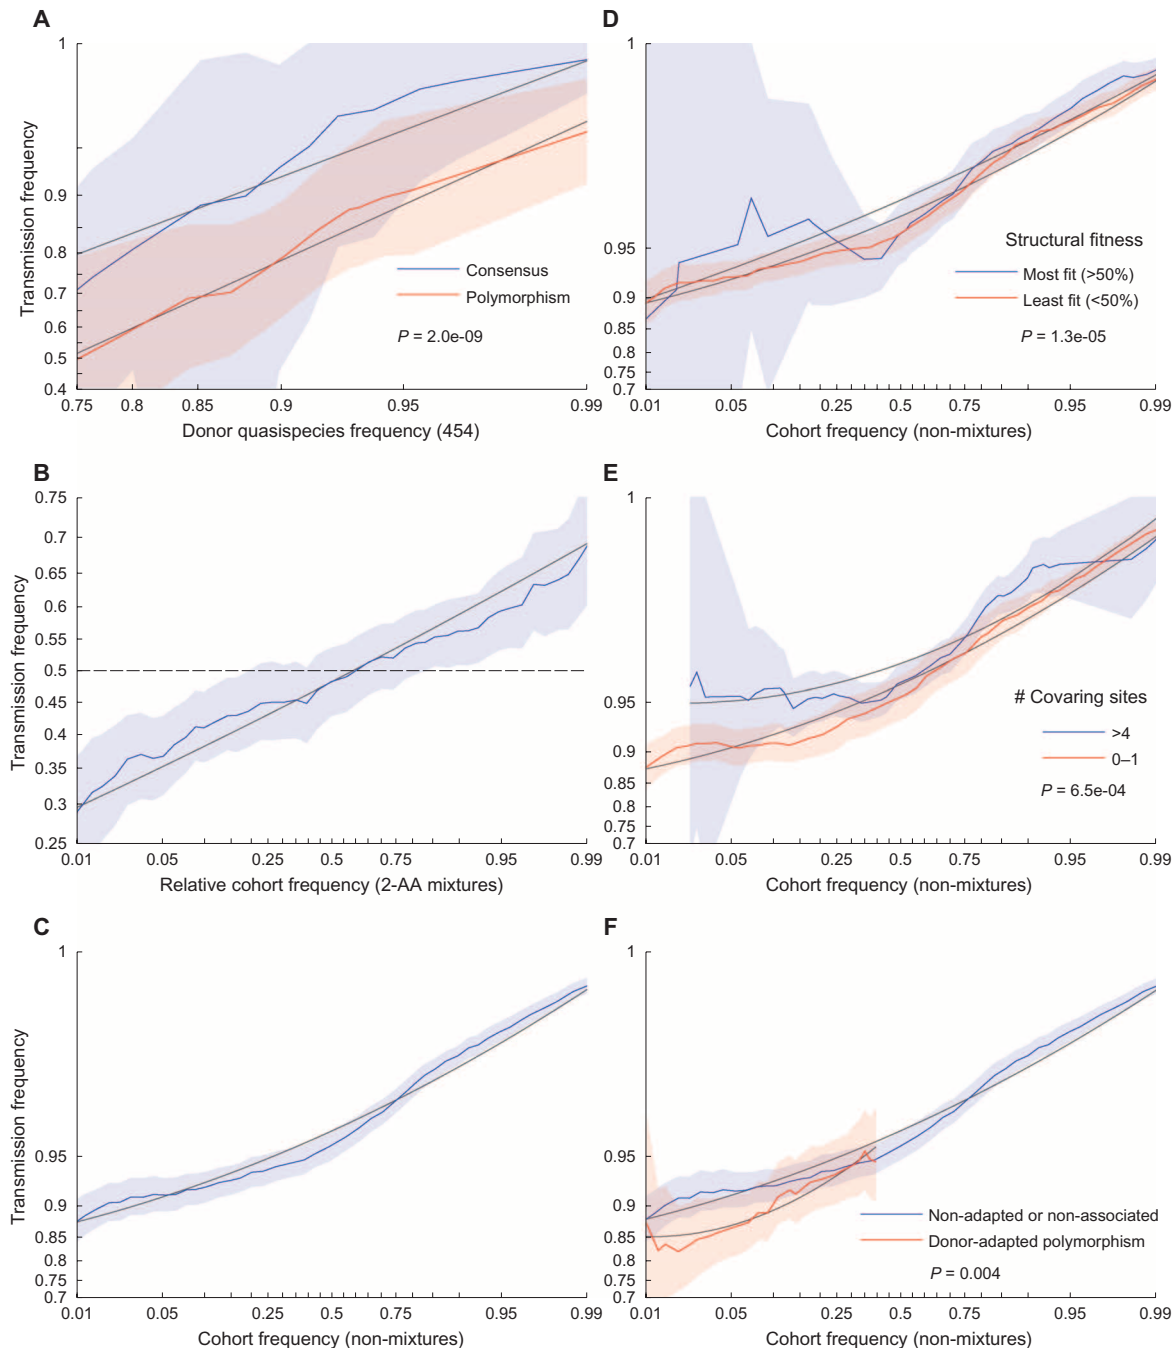 A
Transmission frequency
1
0.9
0.8
0.7
0.6
0.5
0.4
0.75 0.8 0.85 0.9 0.95 0.99
Donor quasispecies frequency (454)
Consensus
Polymorphism
P = 2.0e-09
D
1
0.95
0.9
0.85
0.8
0.7
0.01 0.05 0.25 0.5 0.75 0.95 0.99
Cohort frequency (non-mixtures)
Structural fitness
Most fit (>50%)
Least fit (<50%)
P = 1.3e-05
B
Transmission frequency
0.75
0.7
0.65
0.6
0.55
0.5
0.45
0.4
0.35
0.3
0.25
0.01 0.05 0.25 0.5 0.75 0.95 0.99
Relative cohort frequency (2-AA mixtures)
E
1
0.95
0.9
0.85
0.8
0.7
0.01 0.05 0.25 0.5 0.75 0.95 0.99
Cohort frequency (non-mixtures)
# Covaring sites
>4
0–1
P = 6.5e-04
C
Transmission frequency
1
0.95
0.9
0.85
0.8
0.75
0.7
0.01 0.05 0.25 0.5 0.75 0.95 0.99
Cohort frequency (non-mixtures)
F
1
0.95
0.9
0.85
0.8
0.75
0.7
0.01 0.05 0.25 0.5 0.75 0.95 0.99
Cohort frequency (non-mixtures)
Non-adapted or non-associated
Donor-adapted polymorphism
P = 0.004